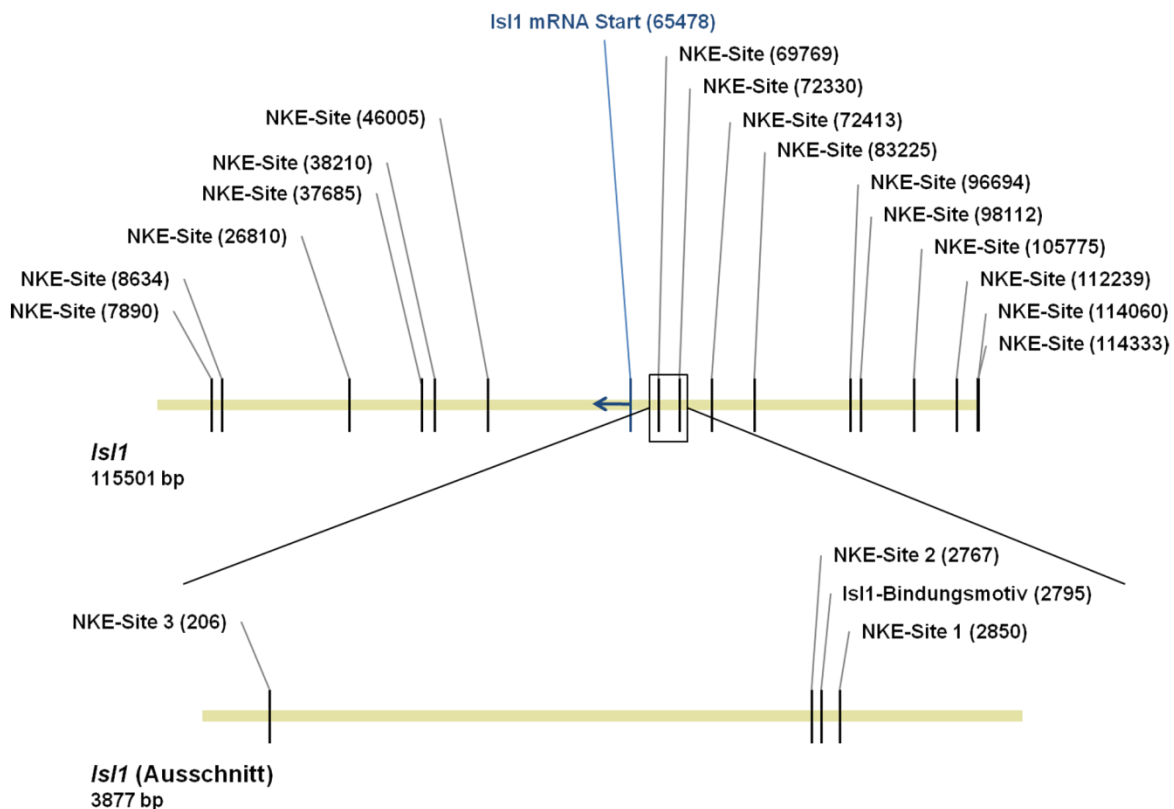 Isl1 mRNA Start (65478)
NKE-Site (69769)
NKE-Site (72330)
NKE-Site (46005)
NKE-Site (72413)
NKE-Site (83225)
NKE-Site (38210)
NKE-Site (37685)
NKE-Site (96694)
NKE-Site (98112)
NKE-Site (26810)
NKE-Site (105775)
NKE-Site (8634)
NKE-Site (112239)
NKE-Site (7890)
NKE-Site (114060)
NKE-Site (114333)
Isl1
115501 bp
NKE-Site 2 (2767)
Isl1-Bindungsmotiv (2795)
NKE-Site 3 (206)
NKE-Site 1 (2850)
Isl1 (Ausschnitt)
3877 bp